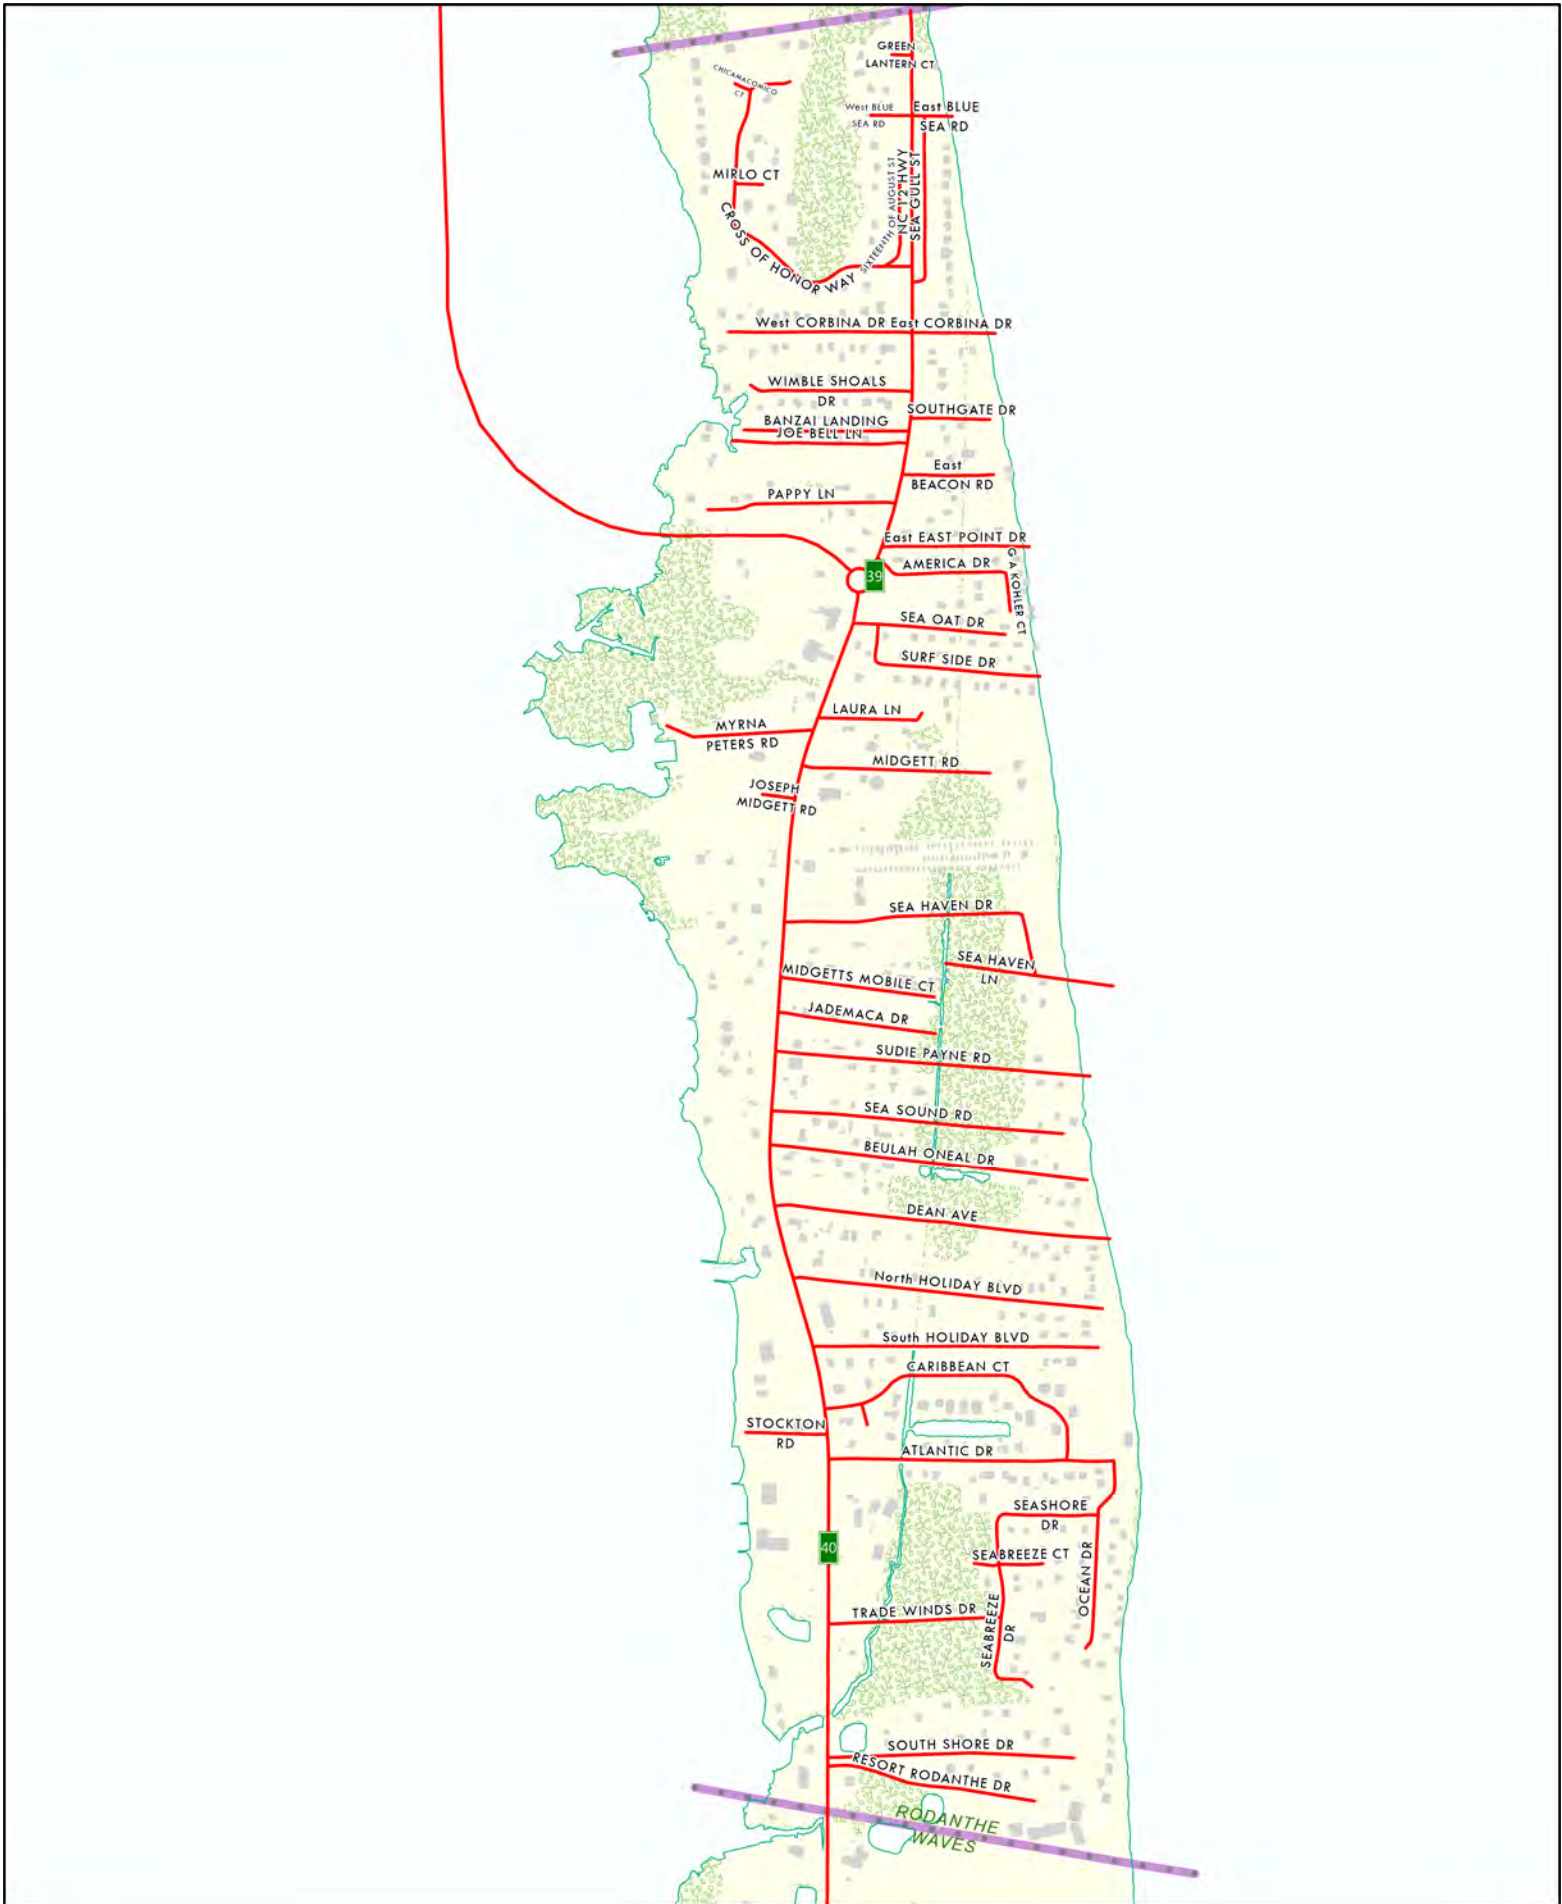 GREEN
LANTERN CT
CHICAMACOMICO
CT
West BLUE
SEA RD
East BLUE
SEA RD
MIRLO CT
SIXTEENTH OF AUGUST ST
NC 12 HWY
SEA GULL ST
CROSS OF HONOR WAY
West CORBINA DR
East CORBINA DR
WIMBLE SHOALS
DR
SOUTHGATE DR
BANZAI LANDING
JOE BELL LN
East
BEACON RD
PAPPY LN
East EAST POINT DR
39
AMERICA DR
G A KOHLER CT
SEA OAT DR
SURF SIDE DR
LAURA LN
MYRNA
PETERS RD
MIDGETT RD
JOSEPH
MIDGETT RD
SEA HAVEN DR
SEA HAVEN
LN
MIDGETTS MOBILE CT
JADEMACA DR
SUDIE PAYNE RD
SEA SOUND RD
BEULAH ONEAL DR
DEAN AVE
North HOLIDAY BLVD
South HOLIDAY BLVD
CARIBBEAN CT
STOCKTON
RD
ATLANTIC DR
SEASHORE
DR
40
SEABREEZE CT
OCEAN DR
TRADE WINDS DR
SEABREEZE
DR
SOUTH SHORE DR
RESORT RODANTHE DR
RODANTHE
WAVES